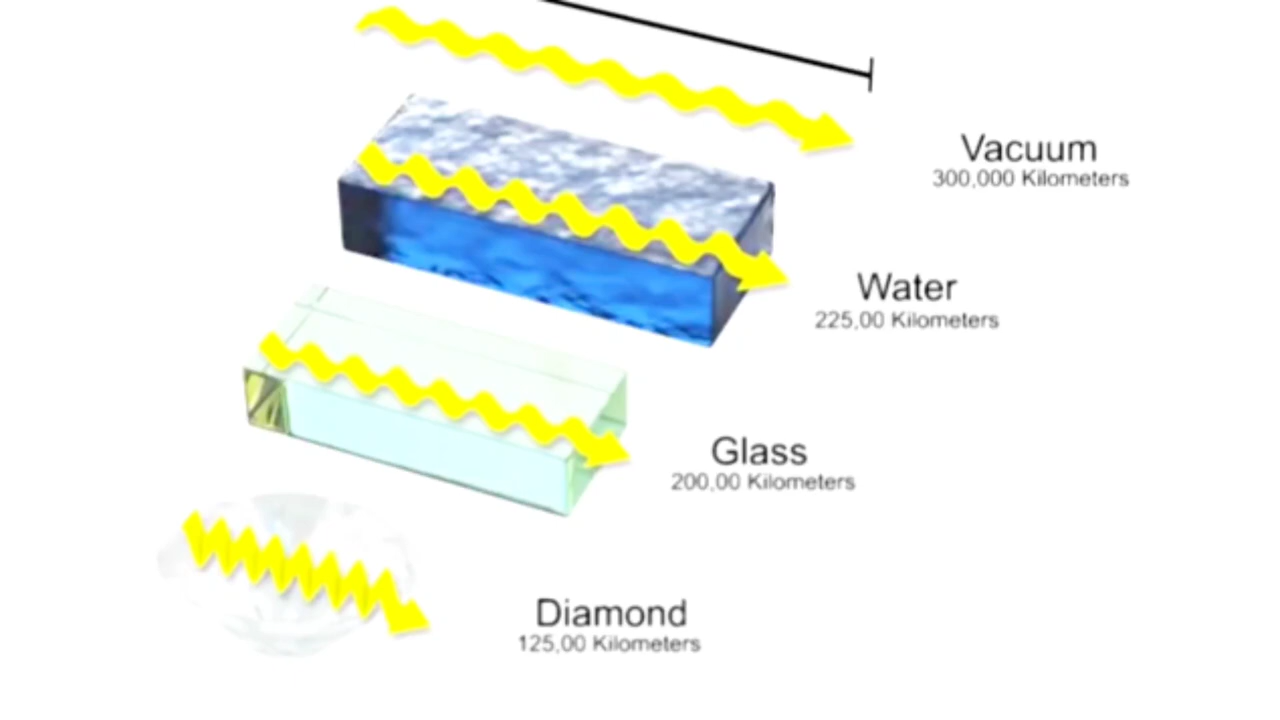 Vacuum
300,000 Kilometers
Water
225,00 Kilometers
Glass
200,00 Kilometers
Diamond
125,00 Kilometers